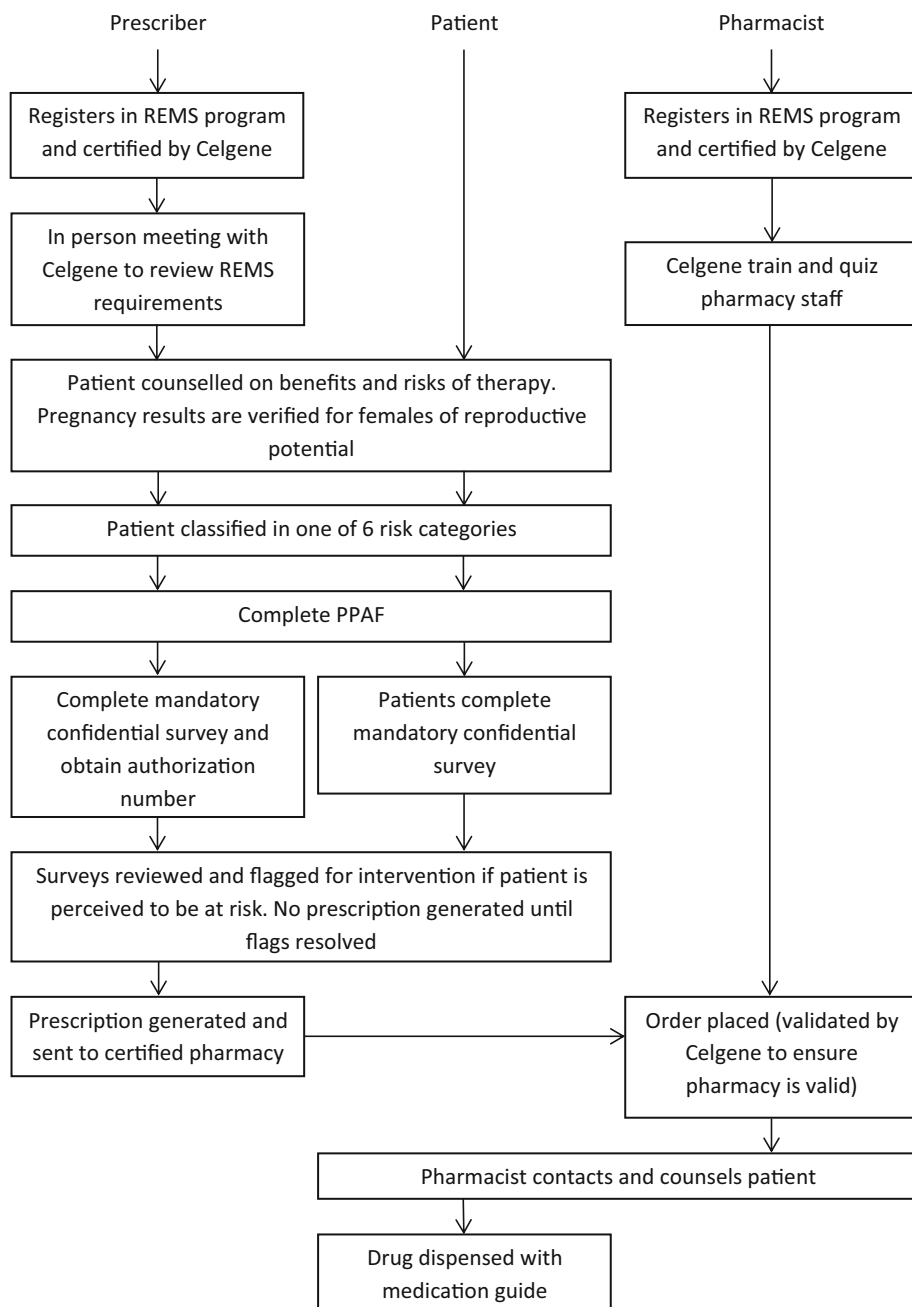 Prescriber
Patient
Pharmacist
Registers in REMS program
and certified by Celgene
Registers in REMS program
and certified by Celgene
In person meeting with
Celgene to review REMS
requirements
Celgene train and quiz
pharmacy staff
Patient counselled on benefits and risks of therapy.
Pregnancy results are verified for females of reproductive
potential
Patient classified in one of 6 risk categories
Complete PPAF
Complete mandatory
confidential survey and
obtain authorization
number
Patients complete
mandatory confidential
survey
Surveys reviewed and flagged for intervention if patient is
perceived to be at risk. No prescription generated until
flags resolved
Prescription generated and
sent to certified pharmacy
Order placed (validated by
Celgene to ensure
pharmacy is valid)
Pharmacist contacts and counsels patient
Drug dispensed with
medication guide